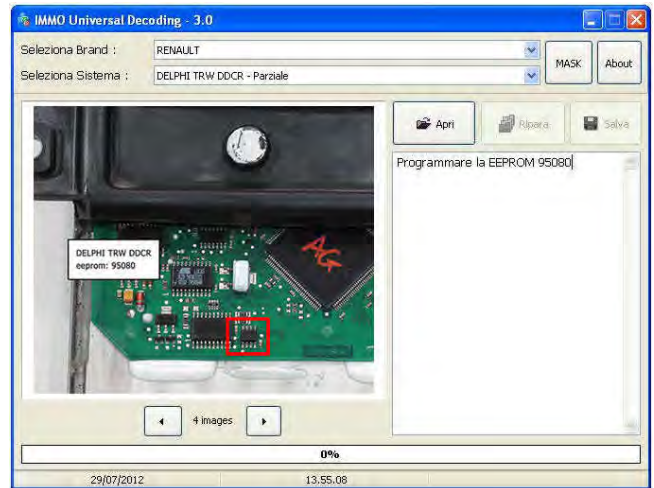 IMMO Universal Decoding - 3.0
Seleziona Brand :
RENAULT
Seleziona Sistema :
DELPHI TRW DDCR - Parziale
MASK
About
Apri
Ripara
Salva
Programmare la EEPROM 95080
DELPHI TRW DDCR
eeprom: 95080
AG
4 images
0%
29/07/2012
13.55.08